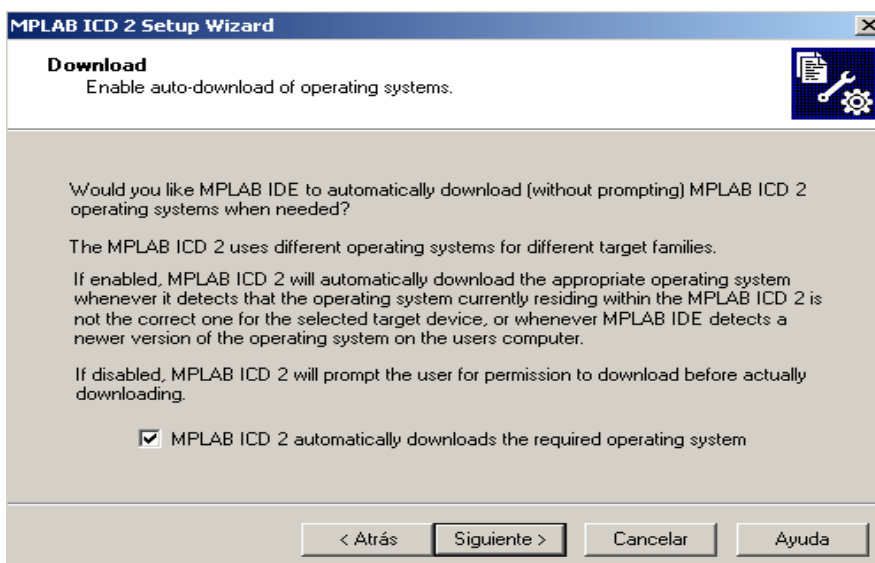 MPLAB ICD 2 Setup Wizard
Download
Enable auto-download of operating systems.
Would you like MPLAB IDE to automatically download (without prompting) MPLAB ICD 2
operating systems when needed?
The MPLAB ICD 2 uses different operating systems for different target families.
If enabled, MPLAB ICD 2 will automatically download the appropriate operating system
whenever it detects that the operating system currently residing within the MPLAB ICD 2 is
not the correct one for the selected target device, or whenever MPLAB IDE detects a
newer version of the operating system on the users computer.
If disabled, MPLAB ICD 2 will prompt the user for permission to download before actually
downloading.
MPLAB ICD 2 automatically downloads the required operating system
< Atrás Siguiente > Cancelar Ayuda